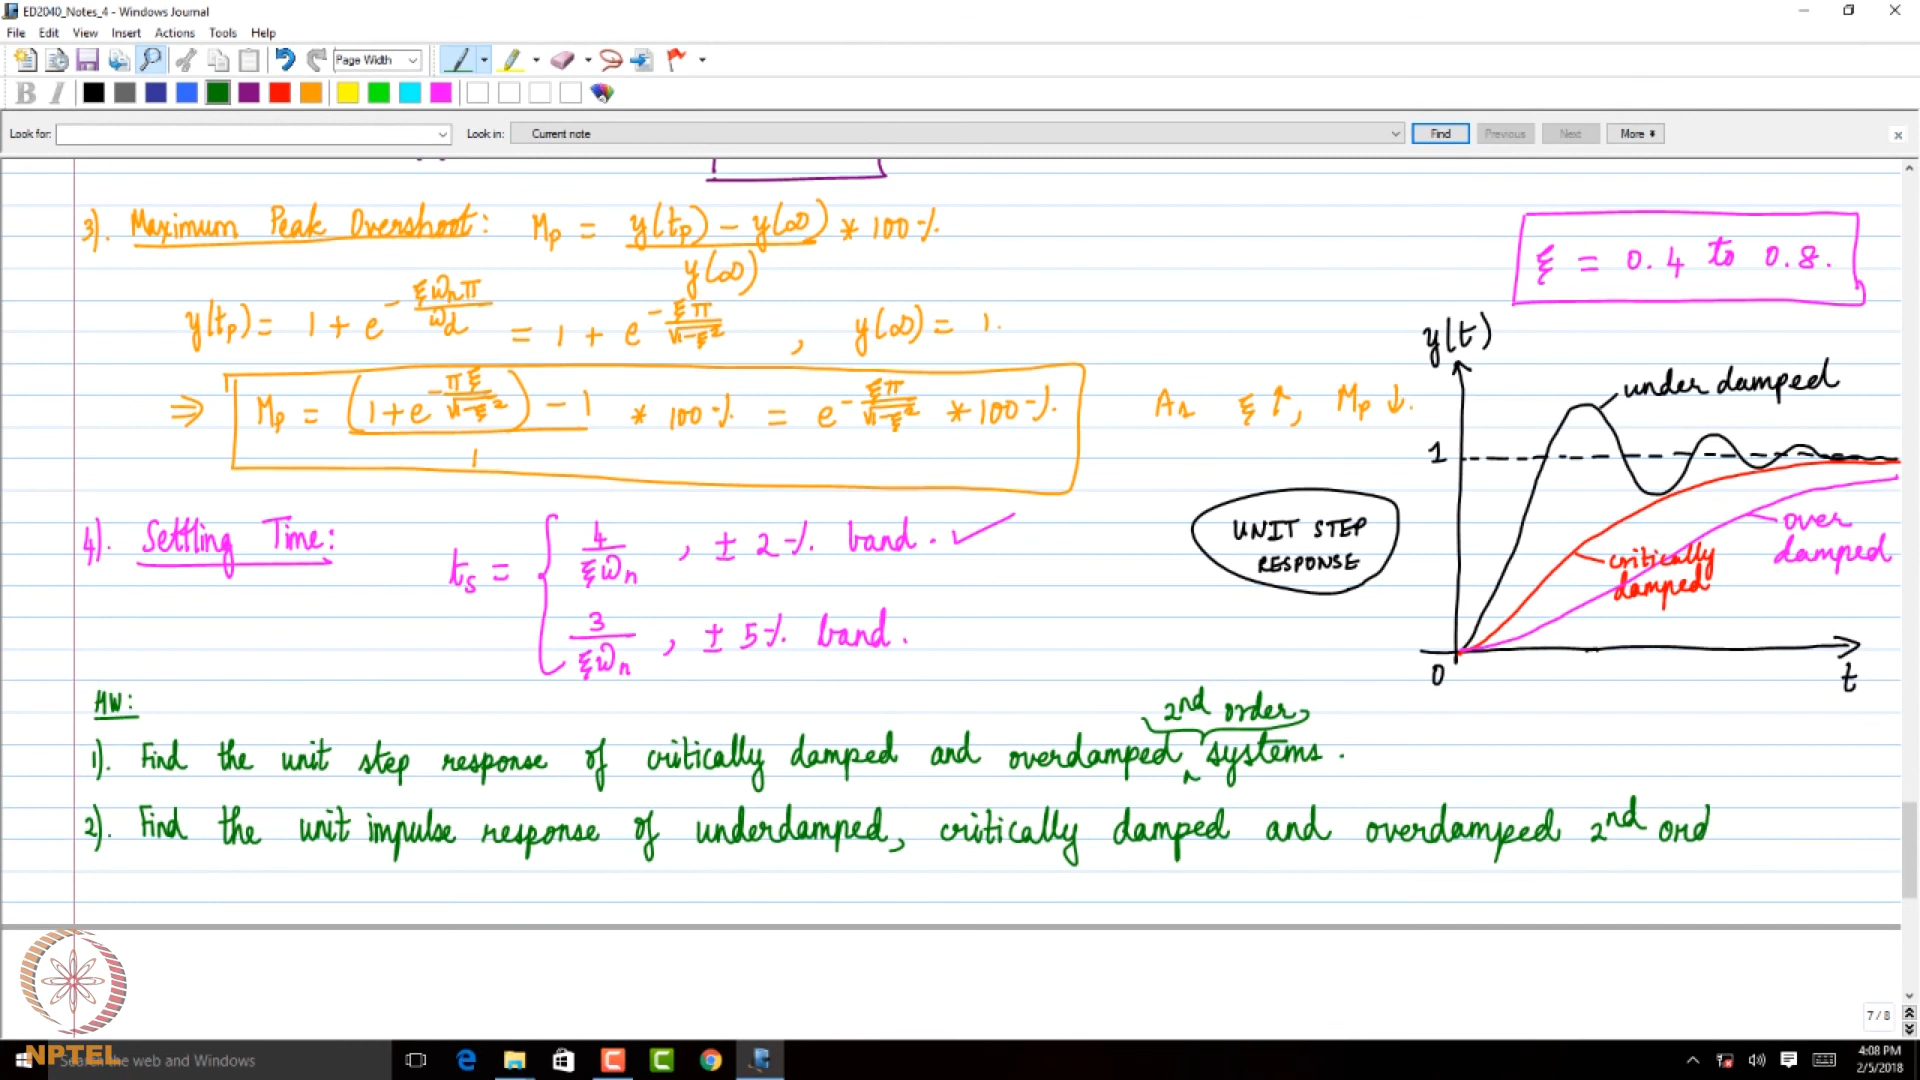 ED2040_Notes_4 - Windows Journal
File Edit View Insert Actions Tools Help
Page Width
B I
Look for: Look in: Current note Find Previous Next More
3). Maximum Peak Overshoot: Mp = y(tp) - y(∞) / y(∞) * 100 %
ξ = 0.4 to 0.8.
y(tp) = 1 + e^(-ξωnπ/ωd) = 1 + e^(-ξπ/√(1-ξ²)), y(∞) = 1.
⇒ Mp = ((1+e^(-πξ/√(1-ξ²))) - 1) / 1 * 100 % = e^(-ξπ/√(1-ξ²)) * 100 %. As ξ ↑, Mp ↓.
y(t)
under damped
1
over damped
critically damped
0
t
UNIT STEP
RESPONSE
4). Settling Time: ts = { 4/ξωn , ± 2 % band. ✓
3/ξωn , ± 5 % band.
HW:
1). Find the unit step response of critically damped and overdamped ‸ 2nd order systems.
2). Find the unit impulse response of underdamped, critically damped and overdamped 2nd ord
7 / 8
NPTEL
Search the web and Windows
4:08 PM
2/5/2018